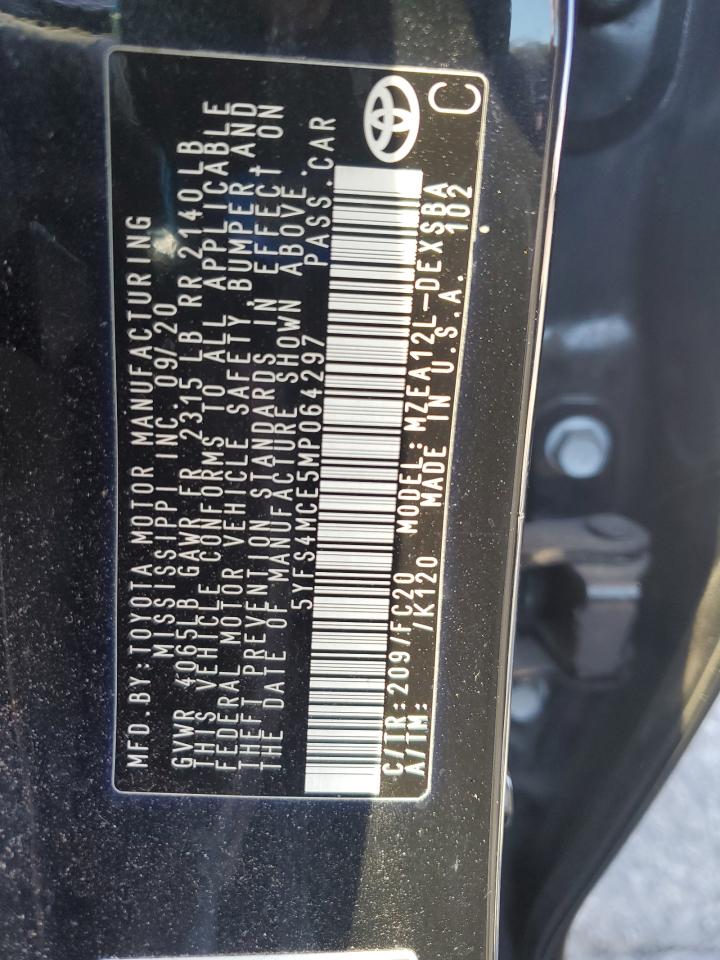 MFD.BY:TOYOTA MOTOR MANUFACTURING
MISSISSIPPI INC. 09/20
GVWR 4065LB GAWR FR 2315 LB RR 2140LB
THIS VEHICLE CONFORMS TO ALL APPLICABLE
FEDERAL MOTOR VEHICLE SAFETY, BUMPER AND
THEFT PREVENTION STANDARDS IN EFFECT ON
THE DATE OF MANUFACTURE SHOWN ABOVE.
5YFS4MCE5MP064297 PASS.CAR
C/TR:209/FC20 MODEL:MZEA12L-DEXSBA
A/TM: /K120 MADE IN U.S.A. 102
C